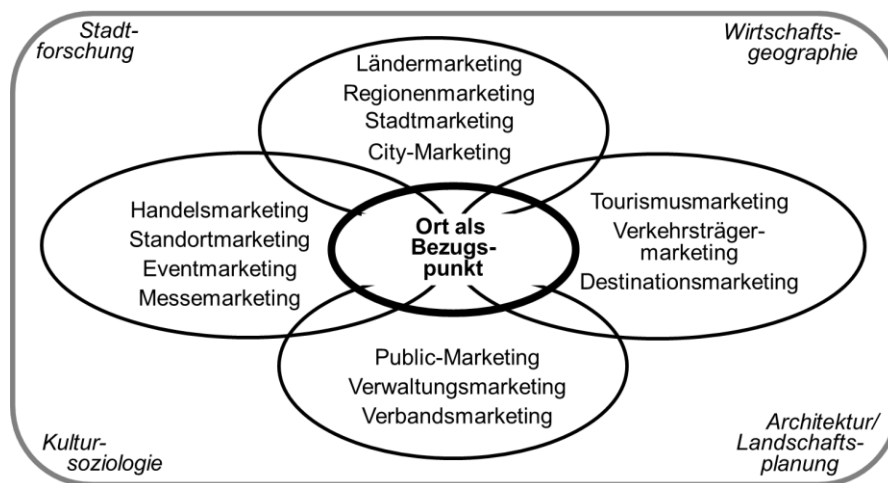 Stadt-
forschung
Wirtschafts-
geographie
Ländermarketing
Regionenmarketing
Stadtmarketing
City-Marketing
Handelsmarketing
Standortmarketing
Eventmarketing
Messemarketing
Ort als
Bezugs-
punkt
Tourismusmarketing
Verkehrsträger-
marketing
Destinationsmarketing
Public-Marketing
Verwaltungsmarketing
Verbandsmarketing
Kultur-
soziologie
Architektur/
Landschafts-
planung